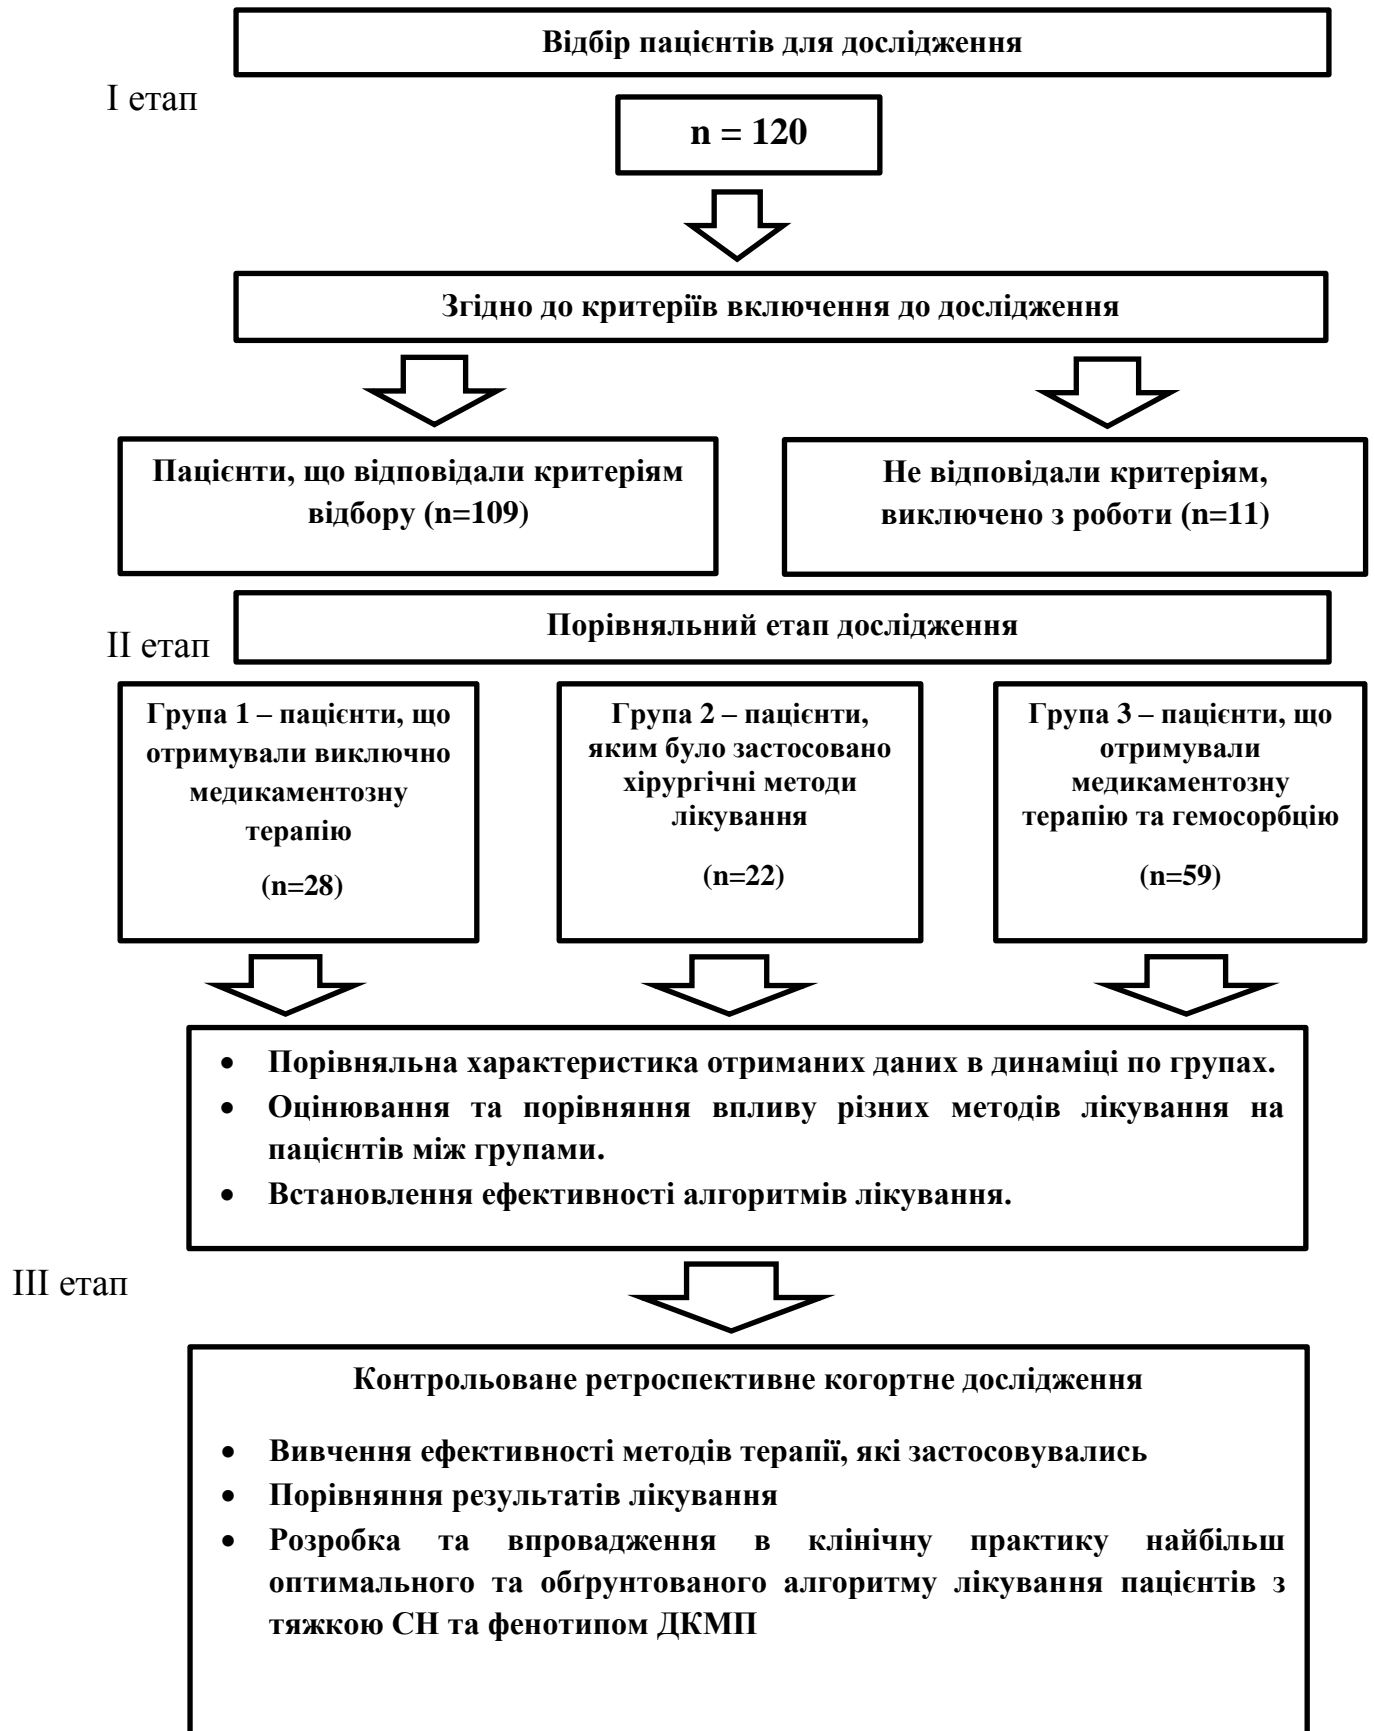 Відбір пацієнтів для дослідження
І етап
n = 120
Згідно до критеріїв включення до дослідження
Пацієнти, що відповідали критеріям
відбору (n=109)
Не відповідали критеріям,
виключено з роботи (n=11)
ІІ етап
Порівняльний етап дослідження
Група 1 – пацієнти, що
отримували виключно
медикаментозну
терапію
(n=28)
Група 2 – пацієнти,
яким було застосовано
хірургічні методи
лікування
(n=22)
Група 3 – пацієнти, що
отримували
медикаментозну
терапію та гемосорбцію
(n=59)
• Порівняльна характеристика отриманих даних в динаміці по групах.
• Оцінювання та порівняння впливу різних методів лікування на
пацієнтів між групами.
• Встановлення ефективності алгоритмів лікування.
ІІІ етап
Контрольоване ретроспективне когортне дослідження
• Вивчення ефективності методів терапії, які застосовувались
• Порівняння результатів лікування
• Розробка та впровадження в клінічну практику найбільш
оптимального та обґрунтованого алгоритму лікування пацієнтів з
тяжкою СН та фенотипом ДКМП